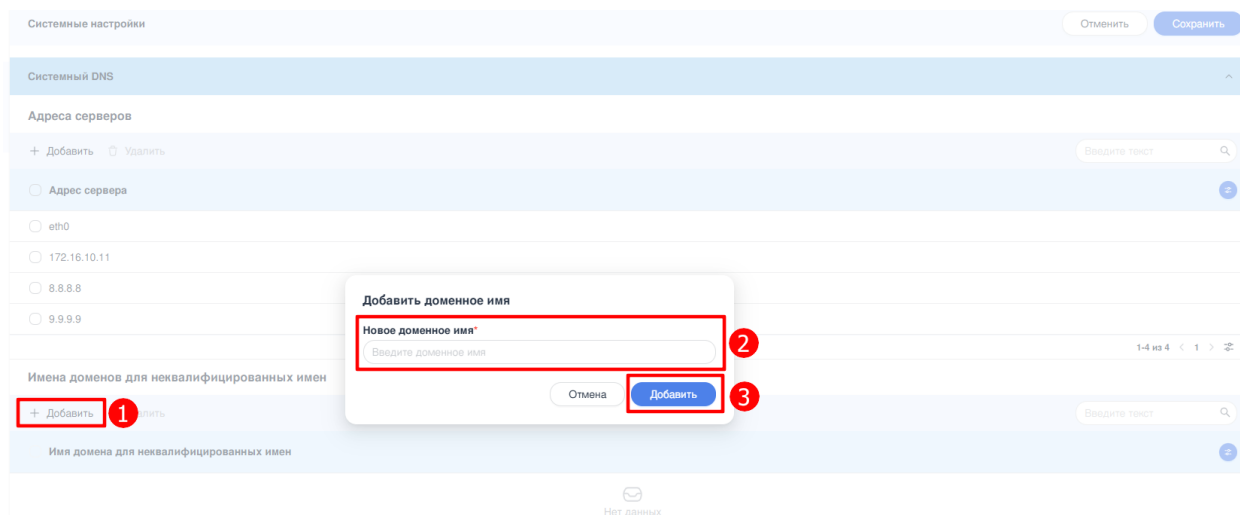 Системные настройки
Отменить
Сохранить
Системный DNS
Адреса серверов
+ Добавить
Удалить
Введите текст
Адрес сервера
eth0
172.16.10.11
8.8.8.8
9.9.9.9
1-4 из 4 < 1 >
Добавить доменное имя
Новое доменное имя*
Введите доменное имя
2
Отмена
Добавить
3
Имена доменов для неквалифицированных имен
+ Добавить
1
далить
Введите текст
Имя домена для неквалифицированных имен
Нет данных